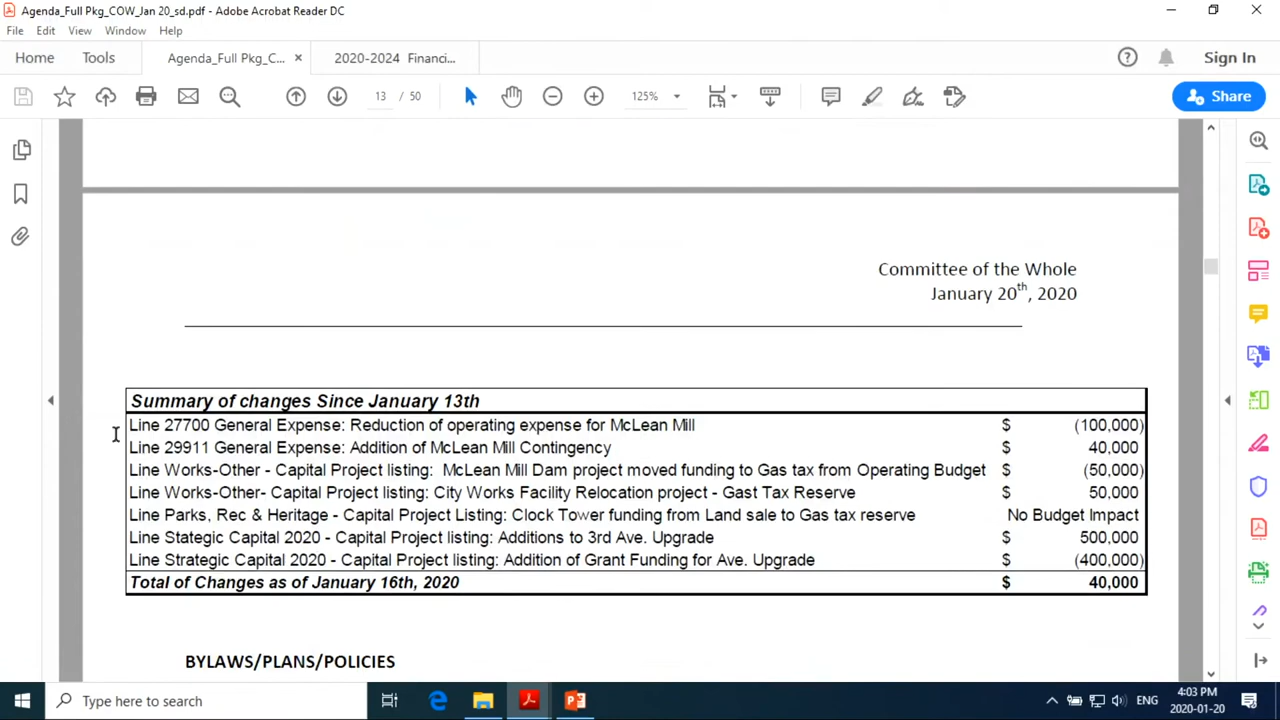 Agenda_Full Pkg_COW_Jan 20_sd.pdf - Adobe Acrobat Reader DC
File Edit View Window Help
Home Tools Agenda_Full Pkg_C... × 2020-2024 Financi... Sign In
13 / 50 125% Share
Committee of the Whole
January 20th, 2020
Summary of changes Since January 13th
Line 27700 General Expense: Reduction of operating expense for McLean Mill $ (100,000)
Line 29911 General Expense: Addition of McLean Mill Contingency $ 40,000
Line Works-Other - Capital Project listing: McLean Mill Dam project moved funding to Gas tax from Operating Budget $ (50,000)
Line Works-Other- Capital Project listing: City Works Facility Relocation project - Gast Tax Reserve $ 50,000
Line Parks, Rec & Heritage - Capital Project Listing: Clock Tower funding from Land sale to Gas tax reserve No Budget Impact
Line Stategic Capital 2020 - Capital Project listing: Additions to 3rd Ave. Upgrade $ 500,000
Line Strategic Capital 2020 - Capital Project listing: Addition of Grant Funding for Ave. Upgrade $ (400,000)
Total of Changes as of January 16th, 2020 $ 40,000
BYLAWS/PLANS/POLICIES
Type here to search ENG 4:03 PM
2020-01-20